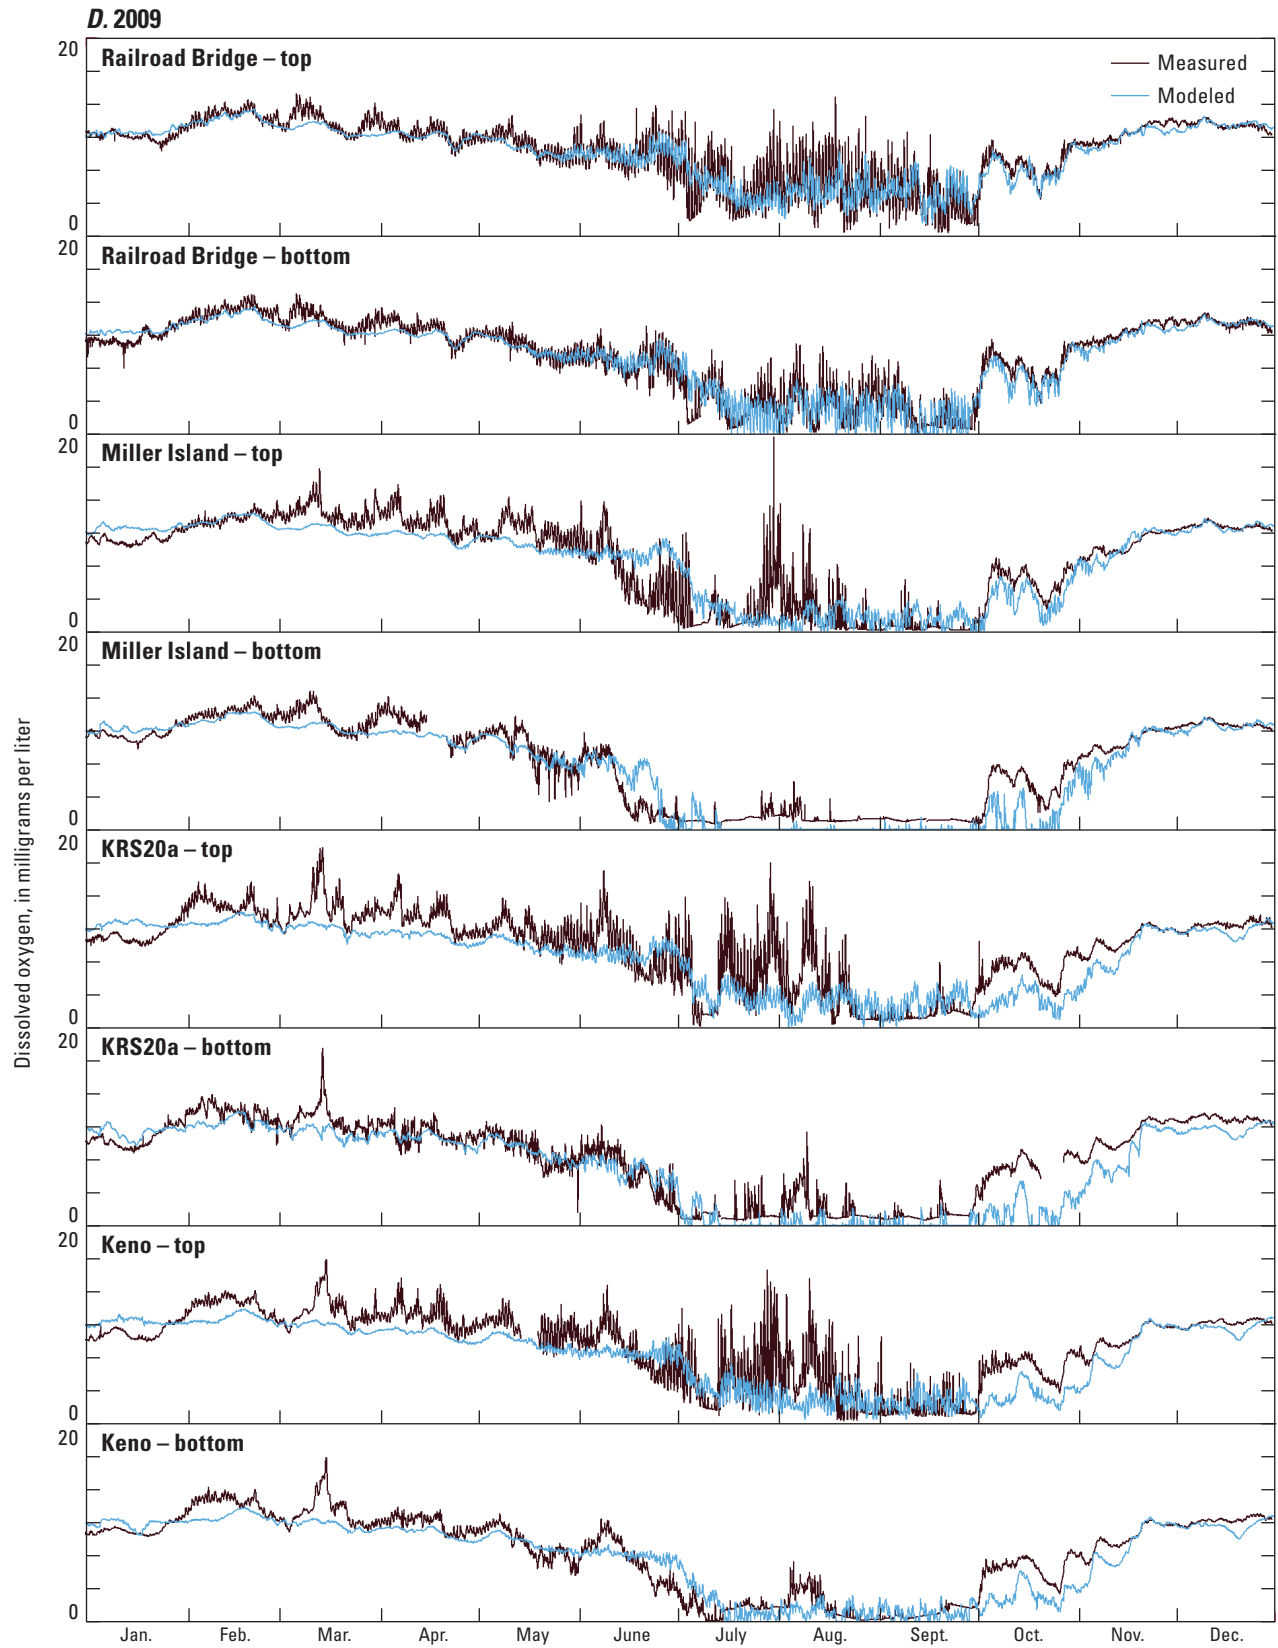 D. 2009
20
Railroad Bridge – top
Measured
Modeled
0
20
Railroad Bridge – bottom
0
20
Miller Island – top
0
20
Miller Island – bottom
0
20
KRS20a – top
0
20
KRS20a – bottom
0
20
Keno – top
0
20
Keno – bottom
0
Dissolved oxygen, in milligrams per liter
Jan. Feb. Mar. Apr. May June July Aug. Sept. Oct. Nov. Dec.